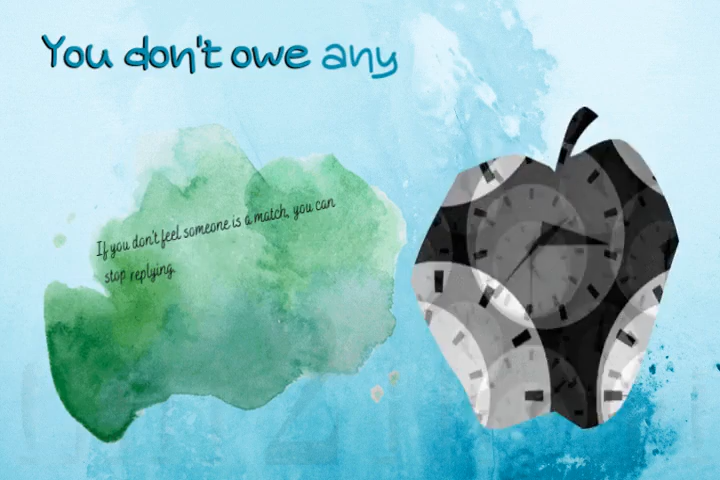 You don't owe any
If you don't feel someone is a match, you can
stop replying.